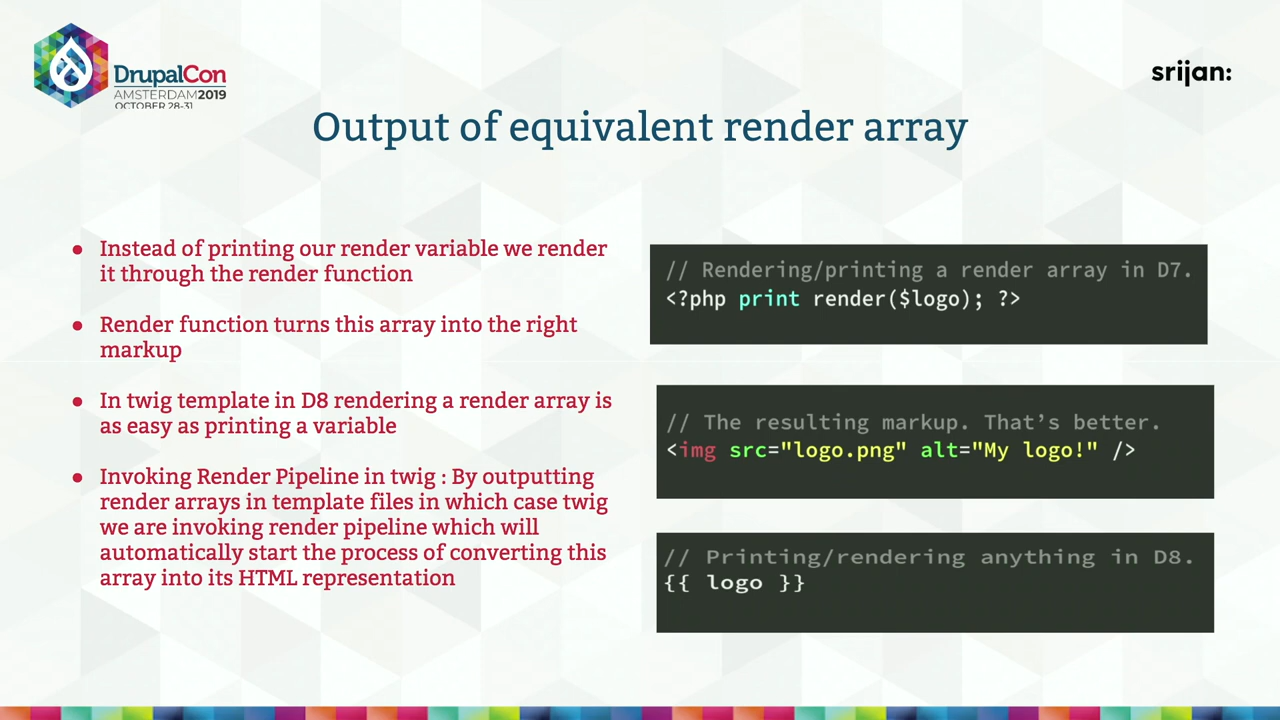 DrupalCon
AMSTERDAM2019
OCTOBER 28-31
srijan:
Output of equivalent render array
● Instead of printing our render variable we render
it through the render function
● Render function turns this array into the right
markup
● In twig template in D8 rendering a render array is
as easy as printing a variable
● Invoking Render Pipeline in twig : By outputting
render arrays in template files in which case twig
we are invoking render pipeline which will
automatically start the process of converting this
array into its HTML representation
// Rendering/printing a render array in D7.
<?php print render($logo); ?>
// The resulting markup. That’s better.
<img src="logo.png" alt="My logo!" />
// Printing/rendering anything in D8.
{{ logo }}